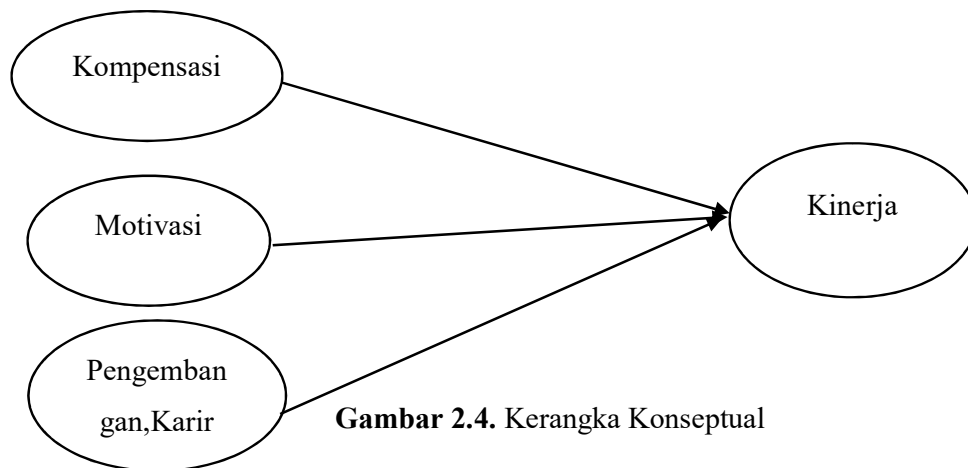 Kompensasi
Motivasi
Kinerja
Pengemban
gan,Karir
Gambar 2.4. Kerangka Konseptual